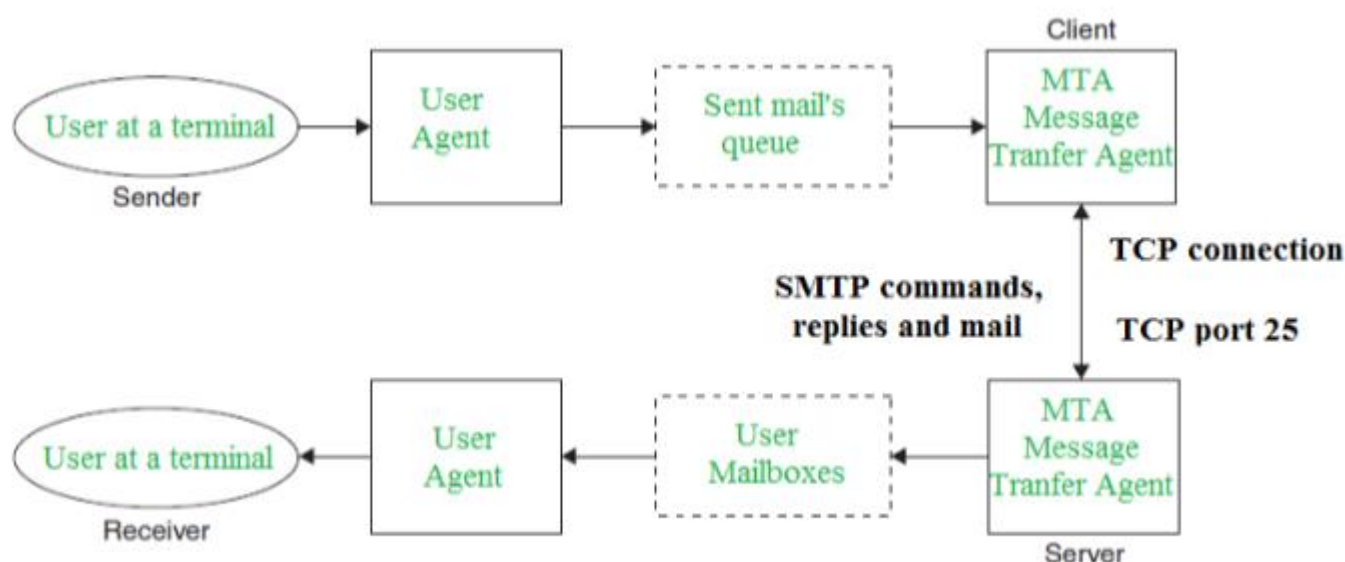 Client
User at a terminal
Sender
User
Agent
Sent mail's
queue
MTA
Message
Tranfer Agent
TCP connection
SMTP commands,
replies and mail
TCP port 25
User at a terminal
Receiver
User
Agent
User
Mailboxes
MTA
Message
Tranfer Agent
Server